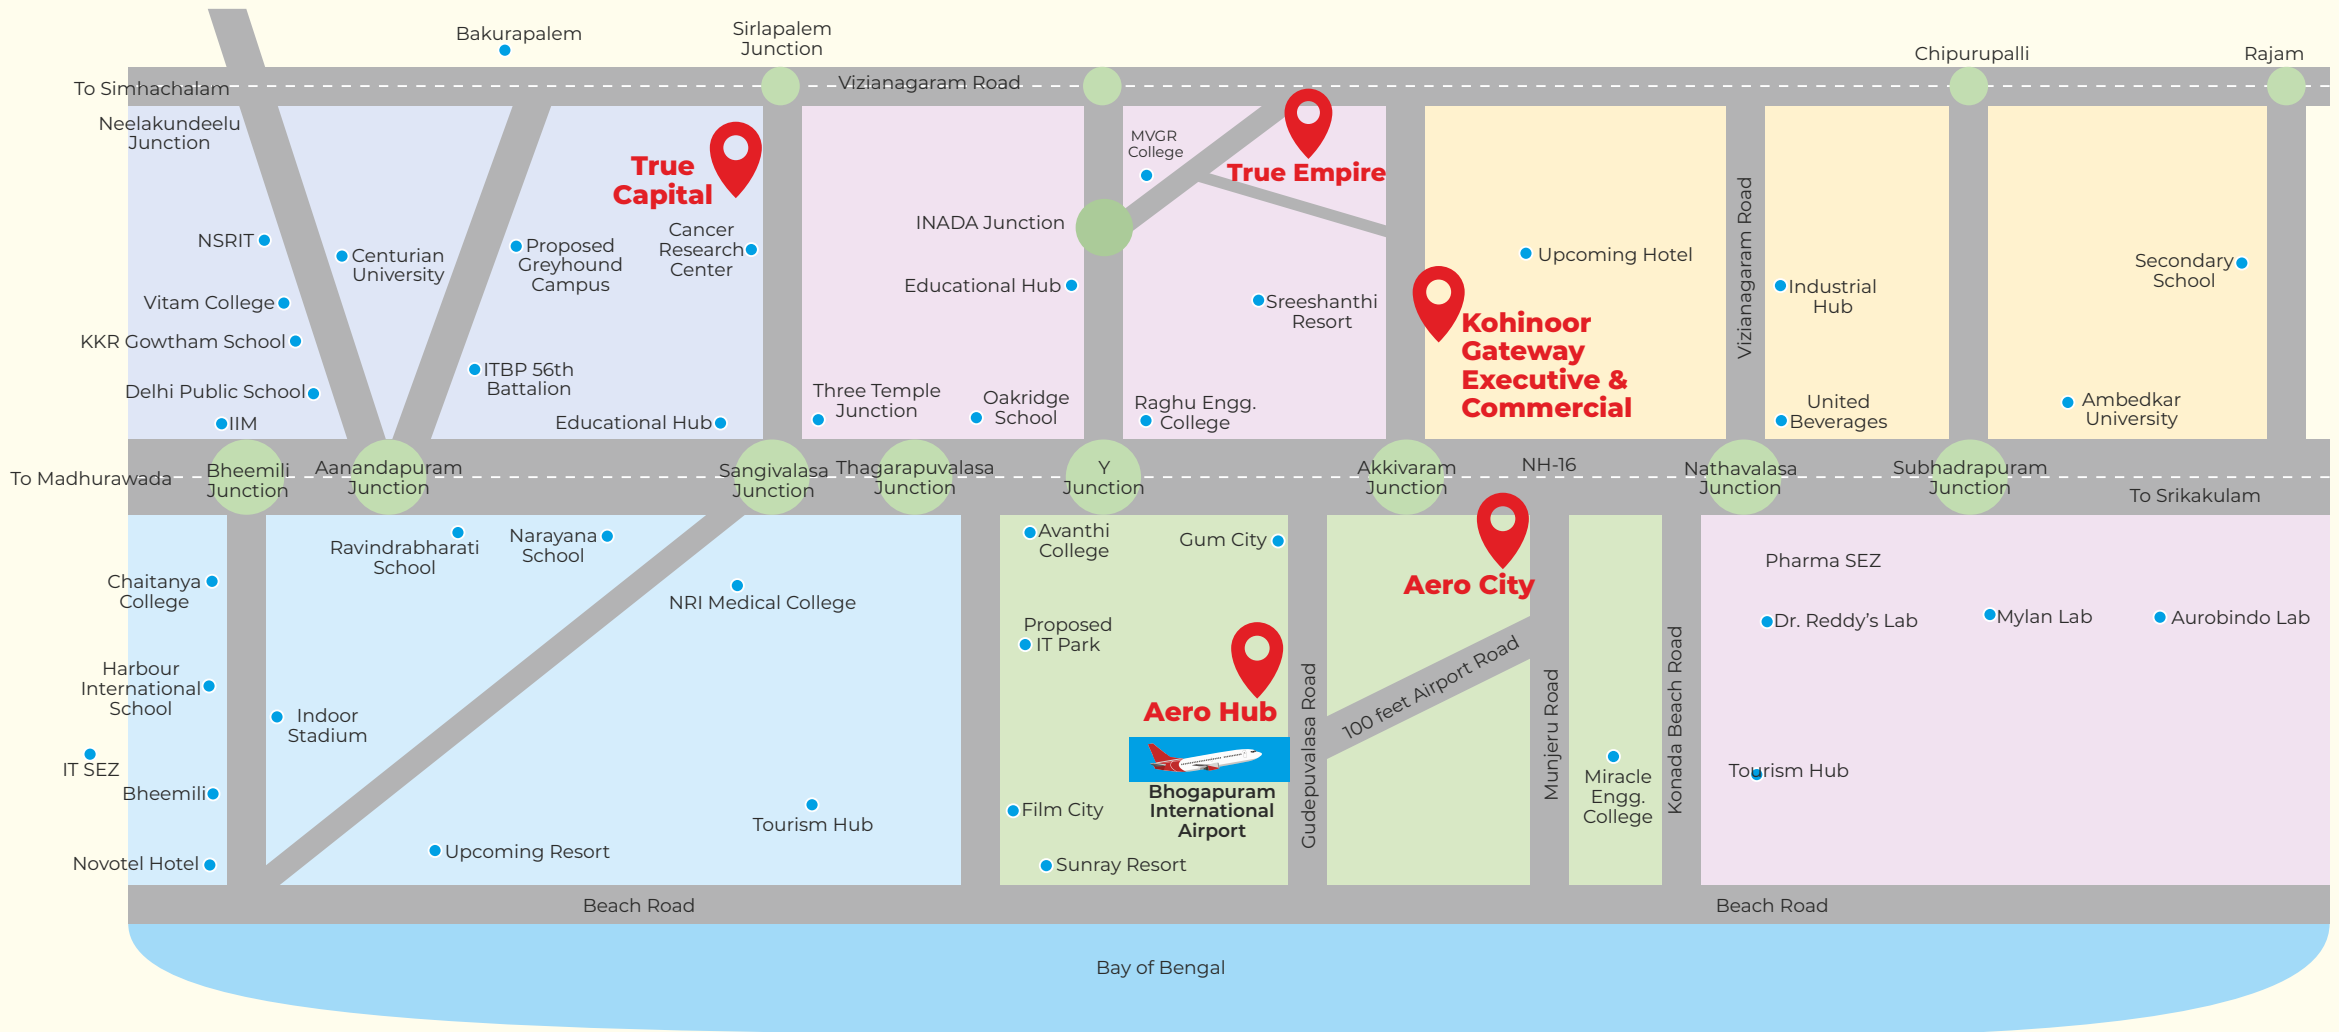 Bakurapalem
Sirlapalem
Junction
Chipurupalli
Rajam
To Simhachalam
Vizianagaram Road
Neelakundeelu
Junction
True
Capital
MVGR
College
True Empire
NSRIT
Centurian
University
Proposed
Greyhound
Campus
Cancer
Research
Center
INADA Junction
Upcoming Hotel
Vizianagaram Road
Secondary
School
Vitam College
Educational Hub
Sreeshanthi
Resort
Industrial
Hub
KKR Gowtham School
Kohinoor
Gateway
Executive &
Commercial
ITBP 56th
Battalion
Delhi Public School
IIM
Educational Hub
Three Temple
Junction
Oakridge
School
Raghu Engg.
College
United
Beverages
Ambedkar
University
To Madhurawada
Bheemili
Junction
Aanandapuram
Junction
Sangivalasa
Junction
Thagarapuvalasa
Junction
Y
Junction
Akkivaram
Junction
NH-16
Nathavalasa
Junction
Subhadrapuram
Junction
To Srikakulam
Ravindrabharati
School
Narayana
School
Avanthi
College
Gum City
Aero City
Pharma SEZ
Chaitanya
College
NRI Medical College
Proposed
IT Park
Dr. Reddy’s Lab
Mylan Lab
Aurobindo Lab
Harbour
International
School
Indoor
Stadium
Aero Hub
Gudepuvalasa Road
100 feet Airport Road
Munjeru Road
Konada Beach Road
IT SEZ
Bheemili
Tourism Hub
Film City
Bhogapuram
International
Airport
Miracle
Engg.
College
Tourism Hub
Novotel Hotel
Upcoming Resort
Sunray Resort
Beach Road
Beach Road
Bay of Bengal